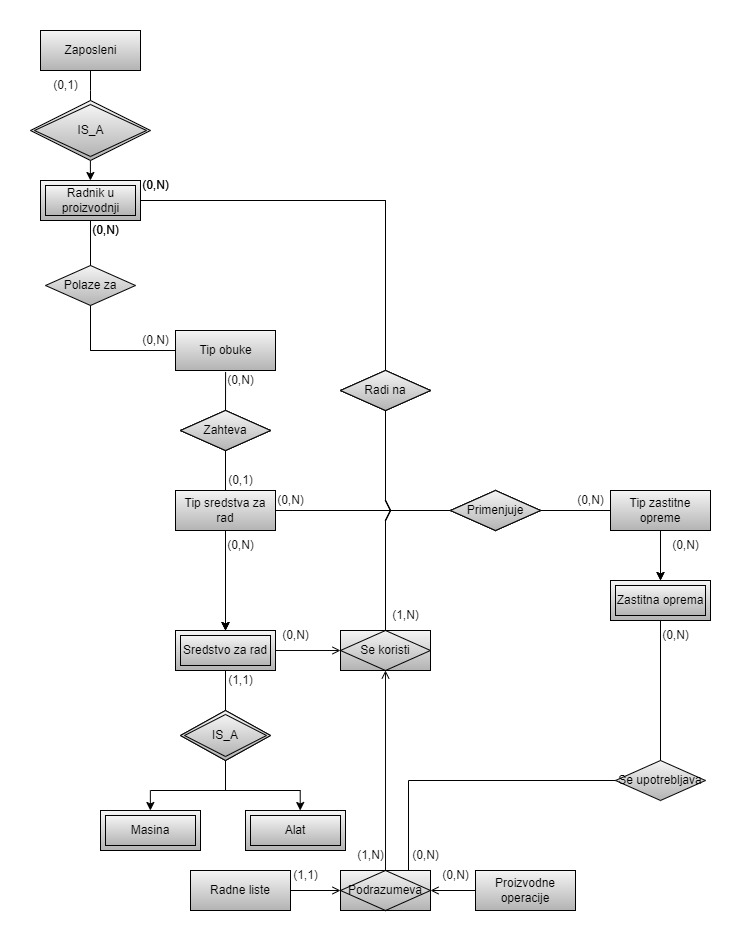 Zaposleni
(0,1)
IS_A
(0,N)
Radnik u
proizvodnji
(0,N)
Polaze za
(0,N)
Tip obuke
(0,N)
Radi na
Zahteva
(0,1)
Tip sredstva za
rad
(0,N)
Primenjuje
(0,N)
Tip zastitne
opreme
(0,N)
(0,N)
Zastitna oprema
(0,N)
(1,N)
Sredstvo za rad
(0,N)
Se koristi
(1,1)
IS_A
Se upotrebljava
Masina
Alat
(1,N)
(0,N)
Radne liste
(1,1)
Podrazumeva
(0,N)
Proizvodne
operacije